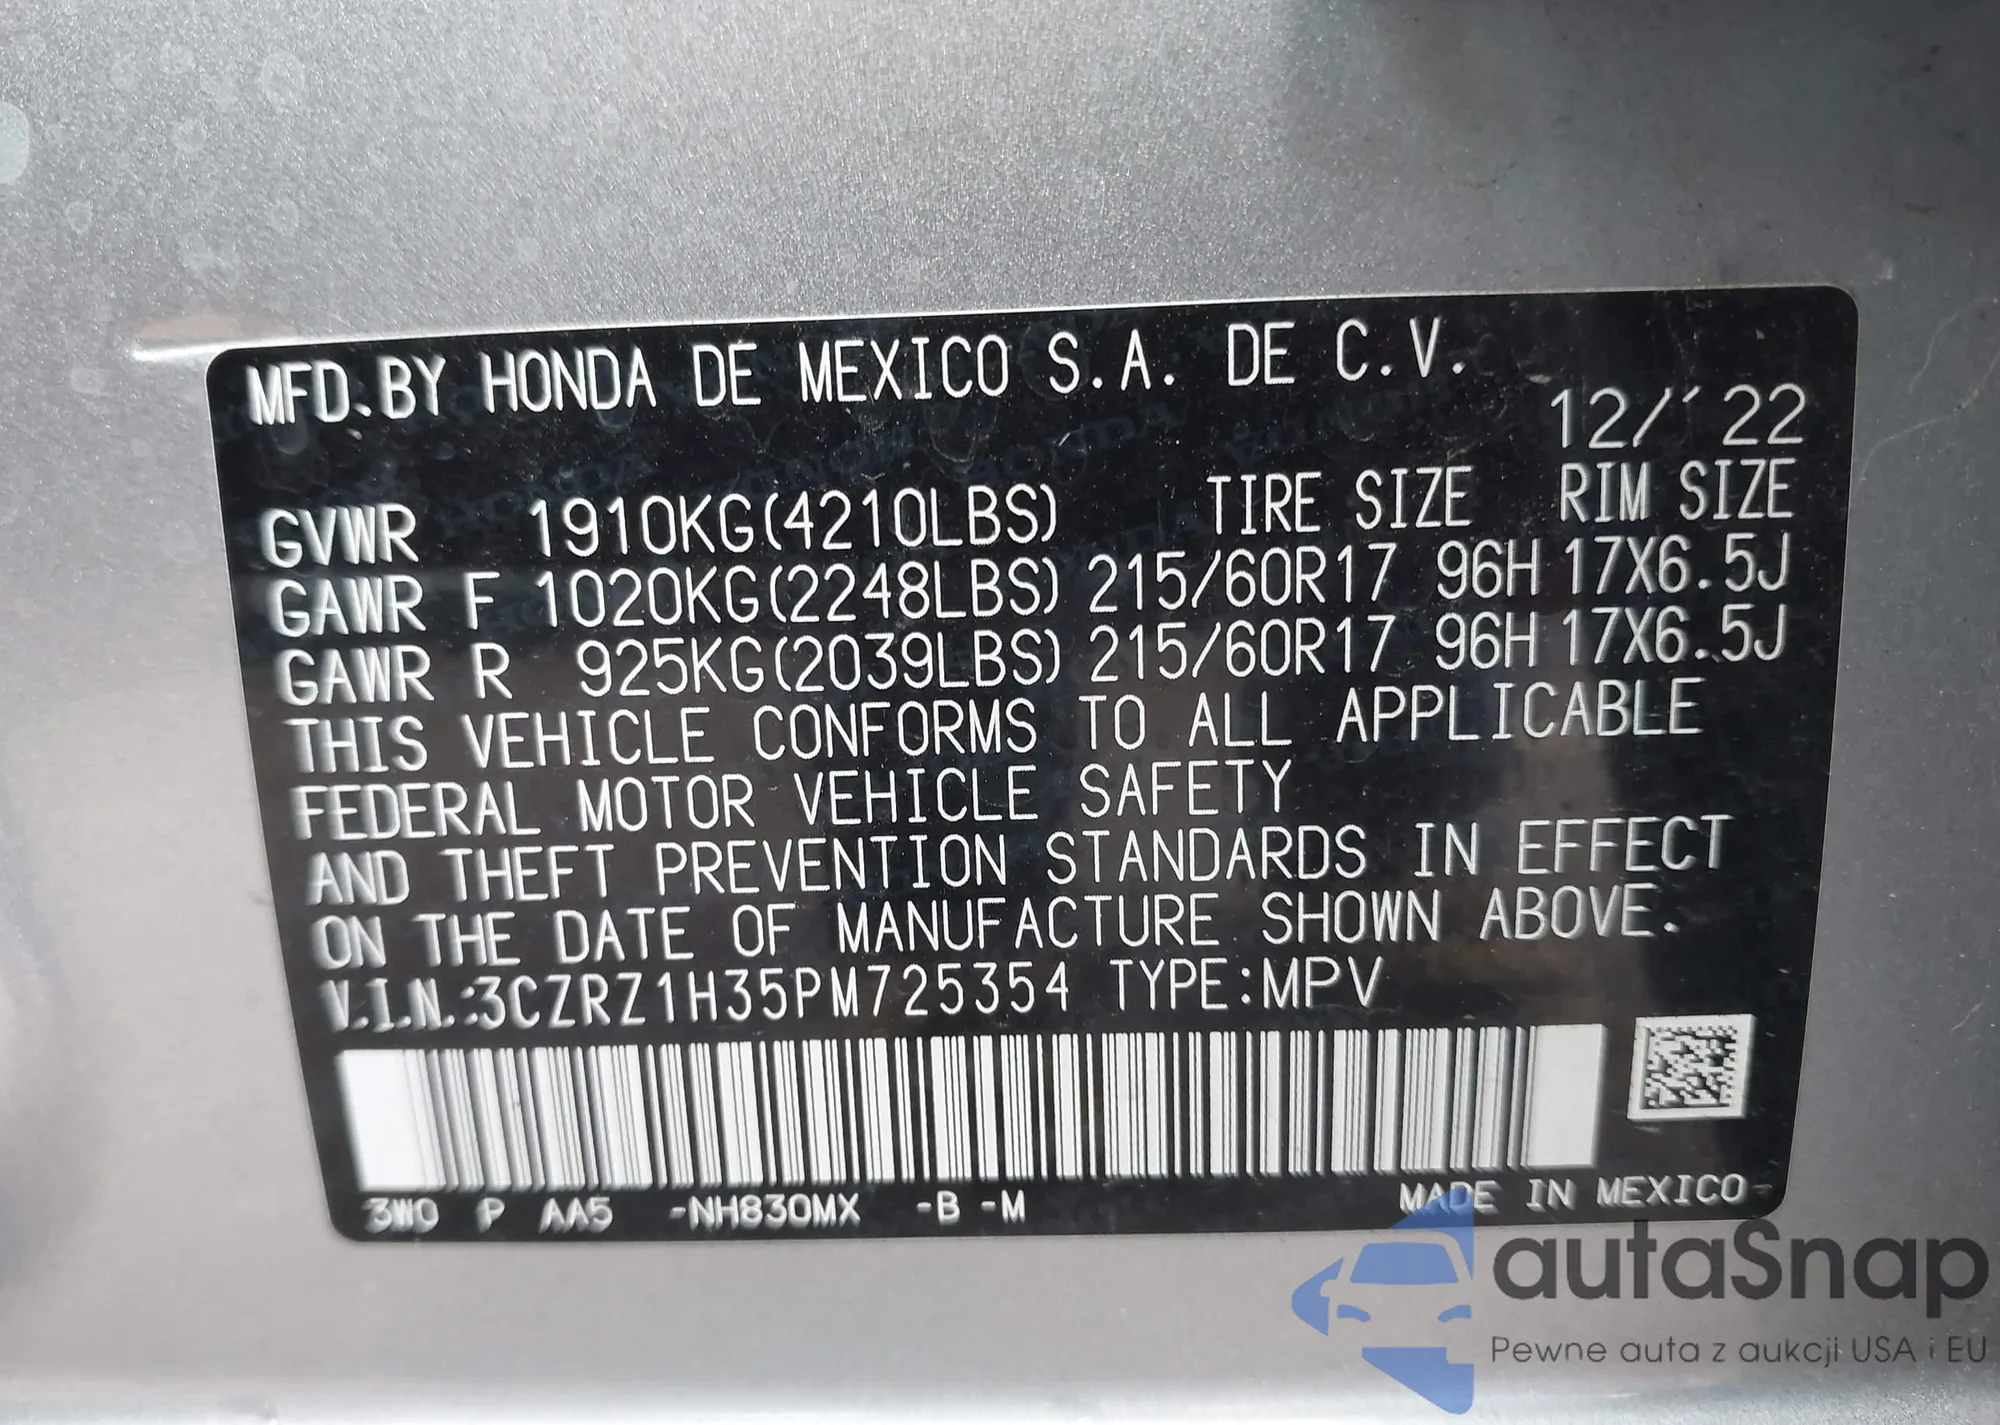 MFD. BY HONDA DE MEXICO S.A. DE C.V.
12/'22
GVWR 1910KG(4210LBS) TIRE SIZE RIM SIZE
GAWR F 1020KG(2248LBS) 215/60R17 96H 17X6.5J
GAWR R 925KG(2039LBS) 215/60R17 96H 17X6.5J
THIS VEHICLE CONFORMS TO ALL APPLICABLE
FEDERAL MOTOR VEHICLE SAFETY
AND THEFT PREVENTION STANDARDS IN EFFECT
ON THE DATE OF MANUFACTURE SHOWN ABOVE.
V.I.N.:3CZRZ1H35PM725354 TYPE:MPV
3W0 P AA5 -NH830MX -B -M MADE IN MEXICO
autaSnap
Pewne auta z aukcji USA i EU